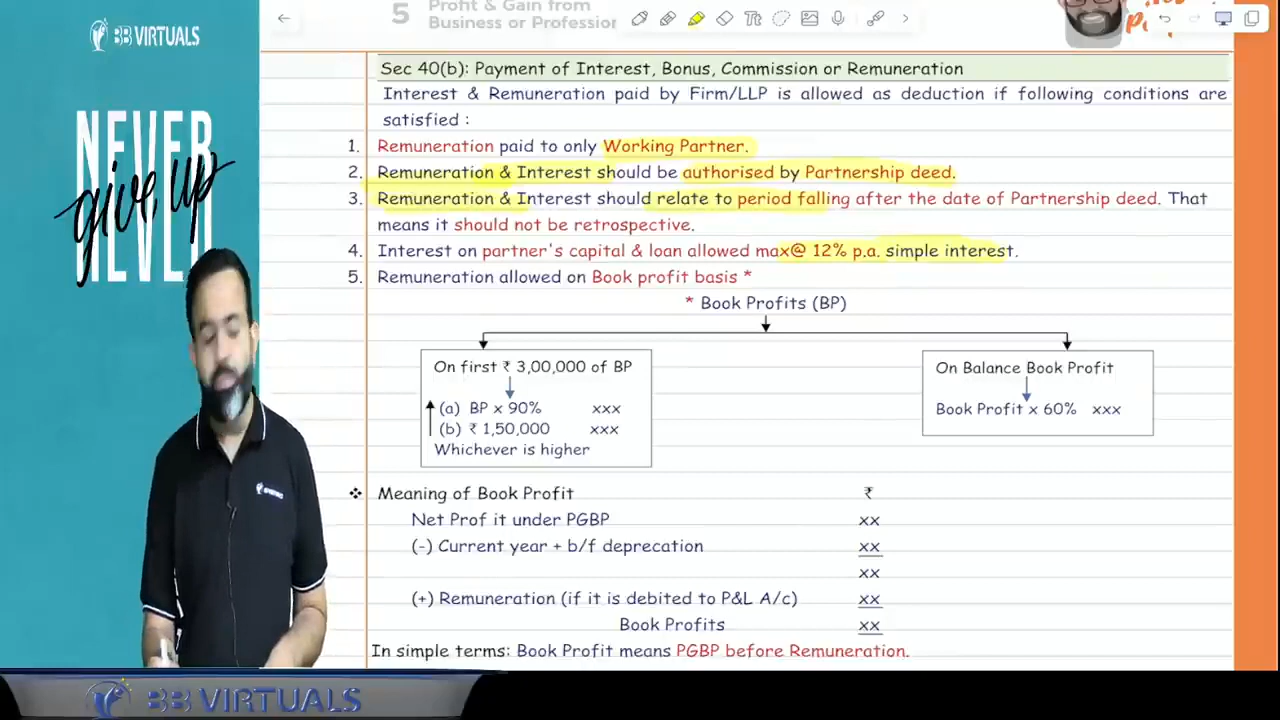 BB VIRTUALS
NEVER
give up
NEVER
5
Profit & Gain from
Business or Profession
Sec 40(b): Payment of Interest, Bonus, Commission or Remuneration
Interest & Remuneration paid by Firm/LLP is allowed as deduction if following conditions are
satisfied :
1. Remuneration paid to only Working Partner.
2. Remuneration & Interest should be authorised by Partnership deed.
3. Remuneration & Interest should relate to period falling after the date of Partnership deed. That
means it should not be retrospective.
4. Interest on partner's capital & loan allowed max@ 12% p.a. simple interest.
5. Remuneration allowed on Book profit basis *
* Book Profits (BP)
On first ₹ 3,00,000 of BP
(a) BP x 90% xxx
(b) ₹ 1,50,000 xxx
Whichever is higher
On Balance Book Profit
Book Profit x 60% xxx
❖ Meaning of Book Profit ₹
Net Prof it under PGBP xx
(-) Current year + b/f deprecation xx
xx
(+) Remuneration (if it is debited to P&L A/c) xx
Book Profits xx
In simple terms: Book Profit means PGBP before Remuneration.
BB VIRTUALS